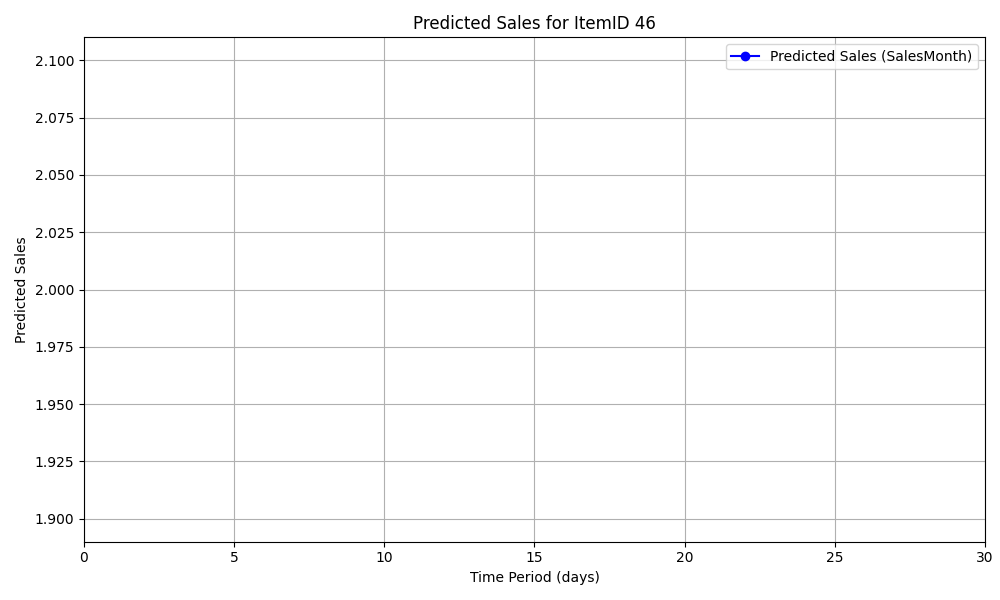 Predicted Sales for ItemID 46
Predicted Sales (SalesMonth)
2.100
2.075
2.050
2.025
2.000
1.975
1.950
1.925
1.900
Predicted Sales
0 5 10 15 20 25 30
Time Period (days)